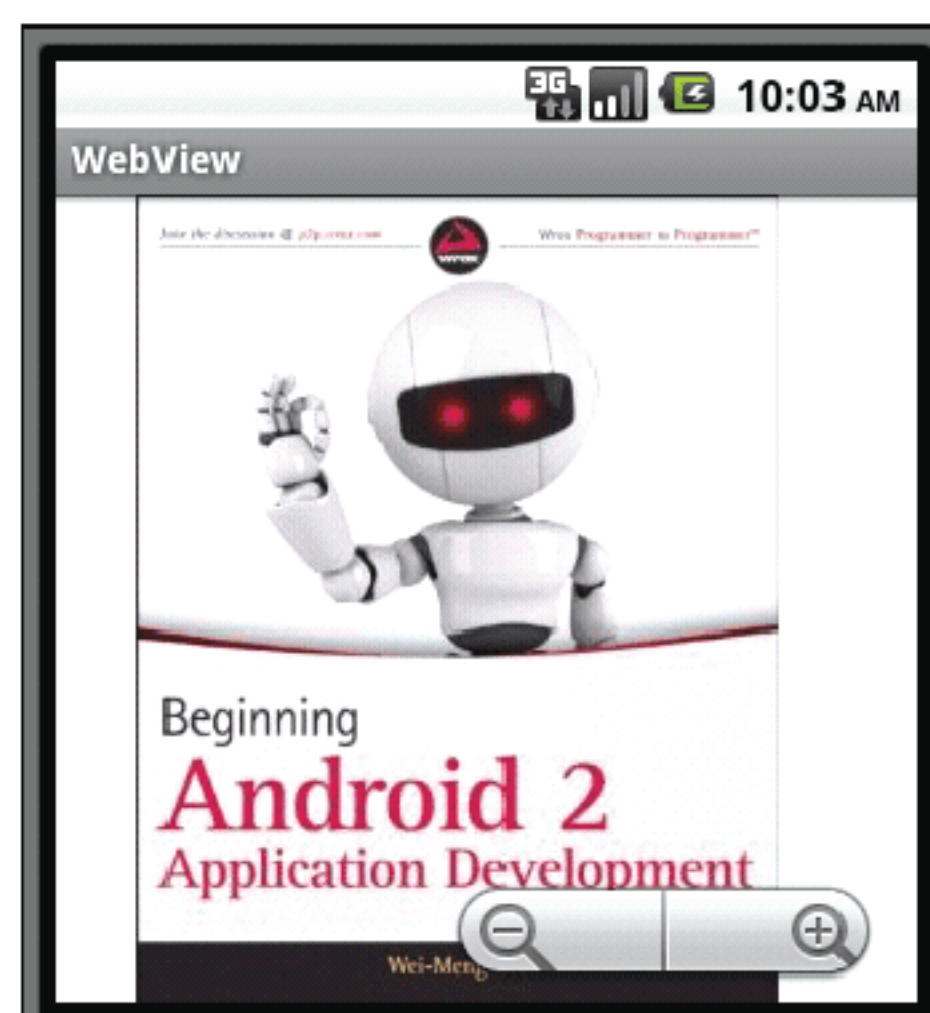 3G 10:03 AM
WebView
Join the discussion @ p2p.wrox.com Wrox Programmer to Programmer™
wrox
Beginning
Android 2
Application Development
Wei-Meng